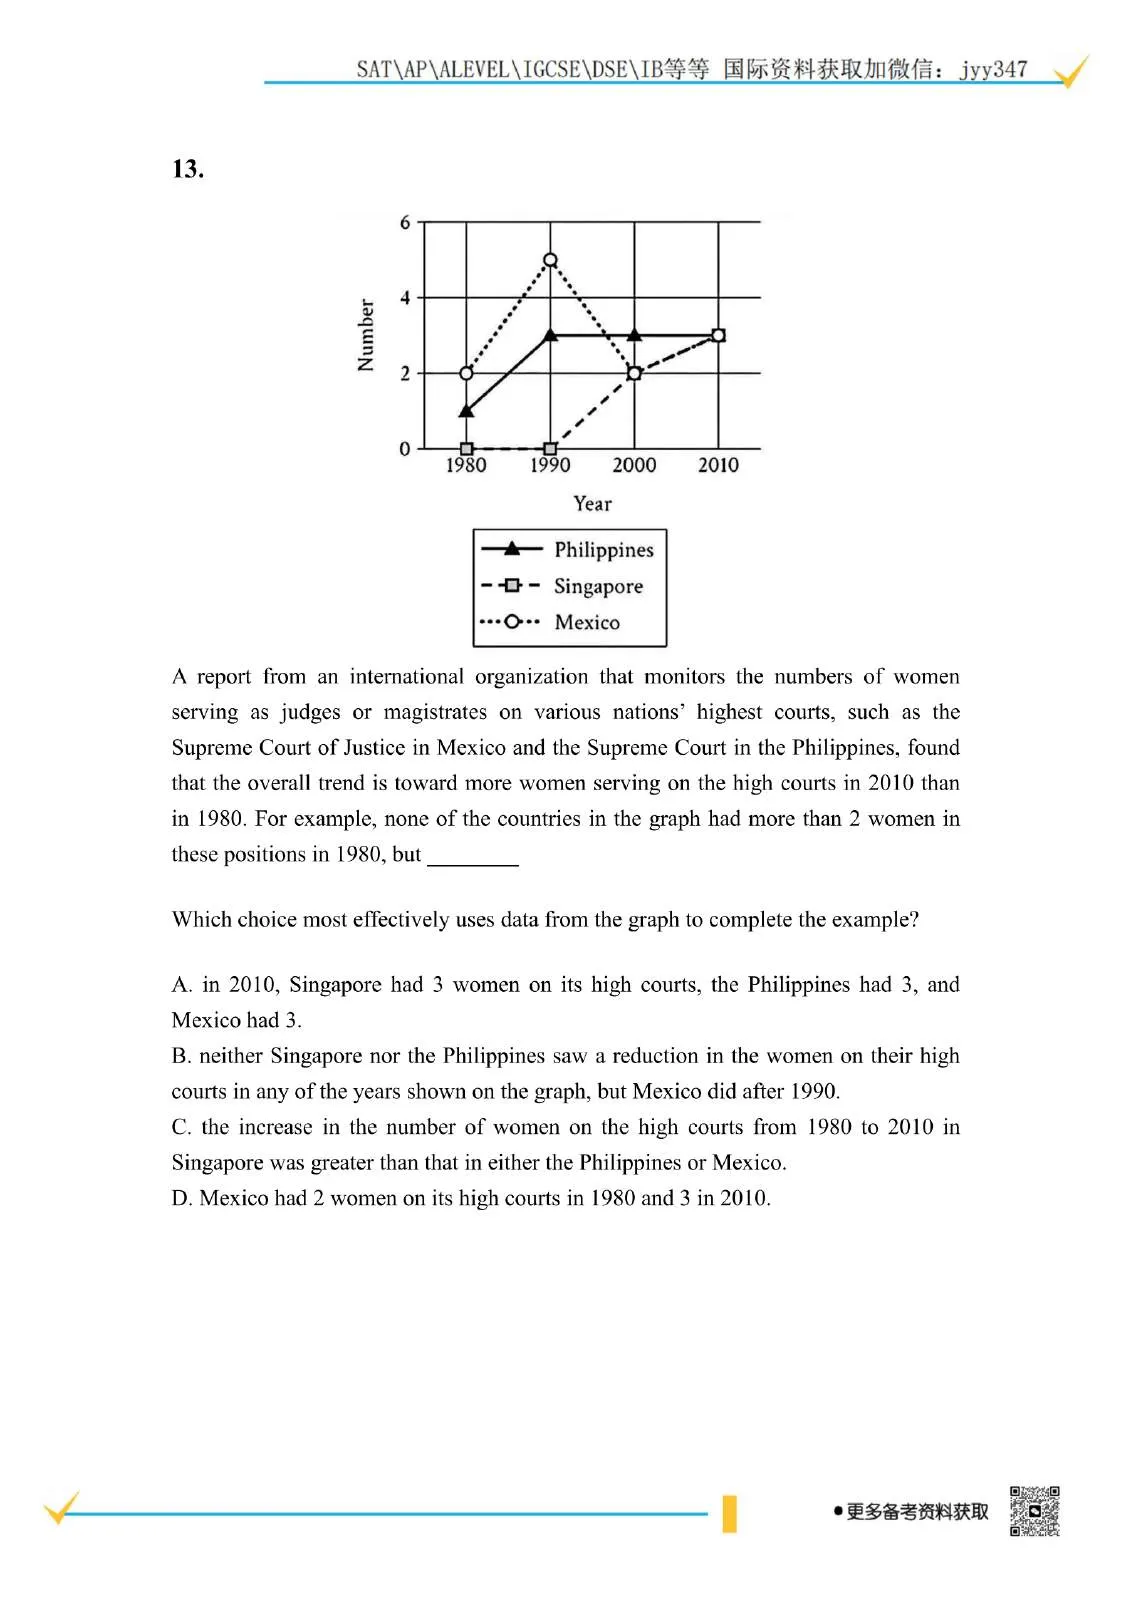 SAT\AP\ALEVEL\IGCSE\DSE\IB等等 国际资料获取加微信：jyy347
13.
6
4
2
0
Number
1980 1990 2000 2010
Year
Philippines
Singapore
Mexico
A report from an international organization that monitors the numbers of women
serving as judges or magistrates on various nations’ highest courts, such as the
Supreme Court of Justice in Mexico and the Supreme Court in the Philippines, found
that the overall trend is toward more women serving on the high courts in 2010 than
in 1980. For example, none of the countries in the graph had more than 2 women in
these positions in 1980, but ________
Which choice most effectively uses data from the graph to complete the example?
A. in 2010, Singapore had 3 women on its high courts, the Philippines had 3, and
Mexico had 3.
B. neither Singapore nor the Philippines saw a reduction in the women on their high
courts in any of the years shown on the graph, but Mexico did after 1990.
C. the increase in the number of women on the high courts from 1980 to 2010 in
Singapore was greater than that in either the Philippines or Mexico.
D. Mexico had 2 women on its high courts in 1980 and 3 in 2010.
•更多备考资料获取